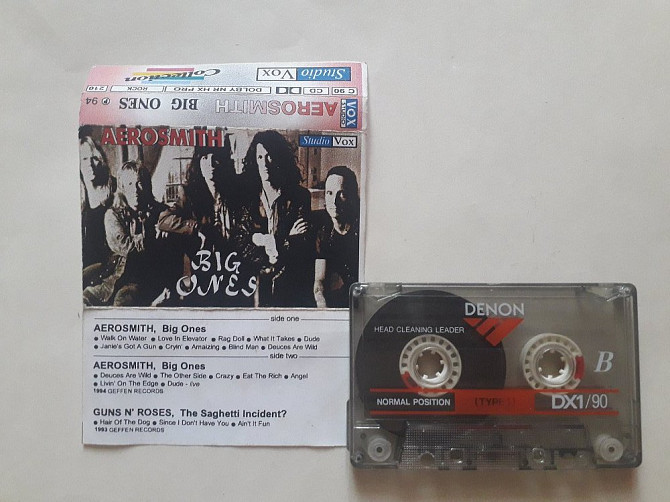 Studio Vox
Collection
C 90 CD DOLBY NR HX PRO ROCK 210
VOX STUDIO AEROSMITH BIG ONES ℗ 94
AEROSMITH
Studio Vox
BIG
ONES
side one
AEROSMITH, Big Ones
● Walk On Water ● Love In Elevator ● Rag Doll ● What It Takes ● Dude
● Janie's Got A Gun ● Cryin' ● Amaizing ● Blind Man ● Deuces Are Wild
side two
AEROSMITH, Big Ones
● Deuces Are Wild ● The Other Side ● Crazy ● Eat The Rich ● Angel
● Livin' On The Edge ● Dude - live
1994 GEFFEN RECORDS
GUNS N' ROSES, The Saghetti Incident?
● Hair Of The Dog ● Since I Don't Have You ● Ain't It Fun
1993 GEFFEN RECORDS
DENON
HEAD CLEANING LEADER
B
NORMAL POSITION (TYPE I) DX1/90